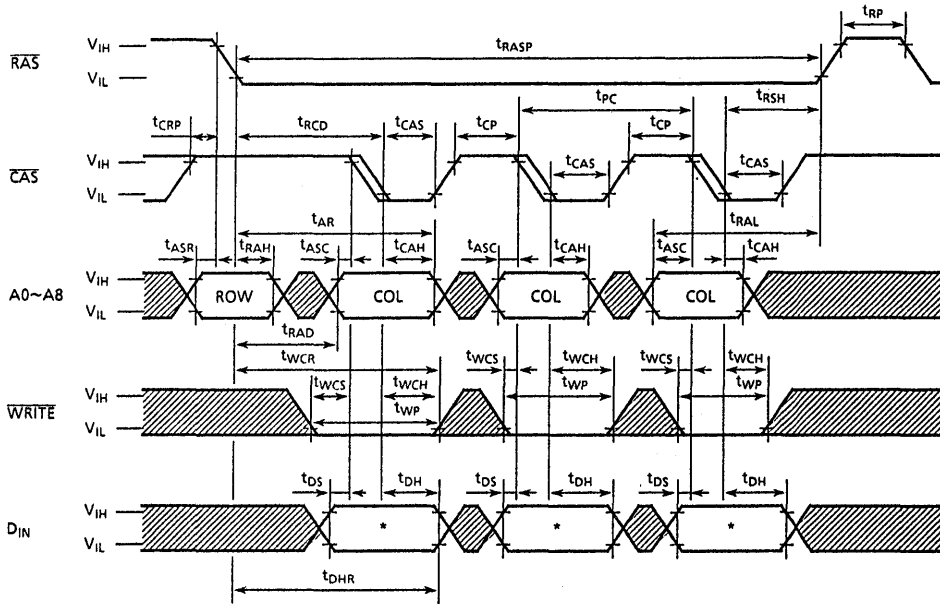 tRP
VIH
tRASP
RAS
VIL
tPC
tRSH
tCRP
tRCD
tCAS
tCP
tCP
VIH
tCAS
tCAS
CAS
VIL
tAR
tRAL
tASR
tRAH
tASC
tCAH
tASC
tCAH
tASC
tCAH
VIH
A0~A8
ROW
COL
COL
COL
VIL
tRAD
tWCR
tWCS
tWCH
tWCS
tWCH
tWCS
tWCH
VIH
tWP
tWP
tWP
WRITE
VIL
tDS
tDH
tDS
tDH
tDS
tDH
VIH
DIN
*
*
*
VIL
tDHR